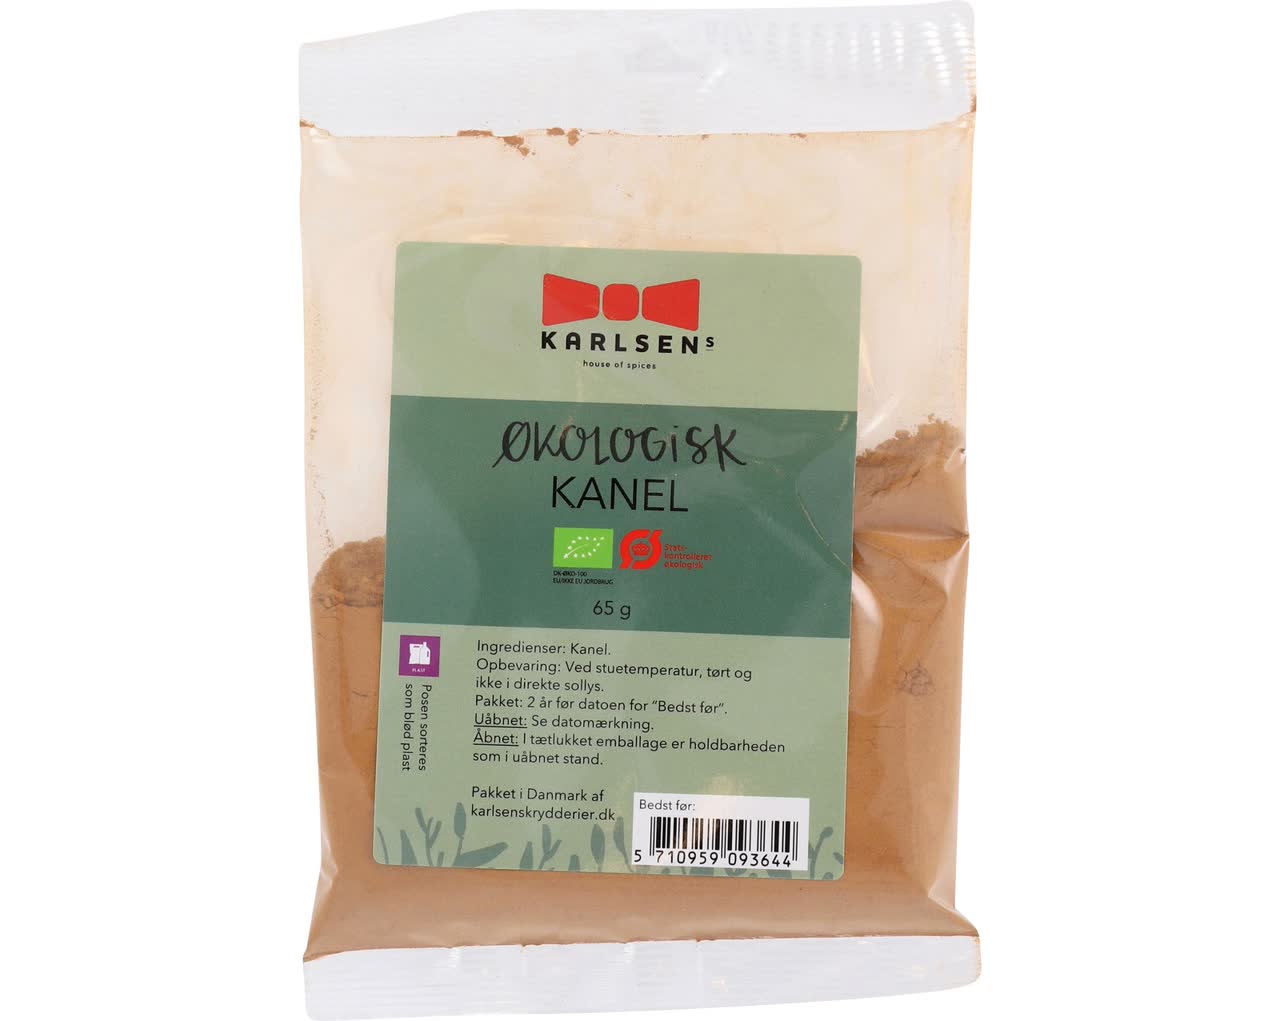 KARLSENS
house of spices
ØKOLOGISK
KANEL
DK-ØKO-100
EU/IKKE EU JORDBRUG
Stats-
kontrolleret
økologisk
65 g
PLAST
Posen sorteres
som blød plast
Ingredienser: Kanel.
Opbevaring: Ved stuetemperatur, tørt og
ikke i direkte sollys.
Pakket: 2 år før datoen for "Bedst før".
Uåbnet: Se datomærkning.
Åbnet: I tætlukket emballage er holdbarheden
som i uåbnet stand.
Pakket i Danmark af
karlsenskrydderier.dk
Bedst før:
5 710959 093644